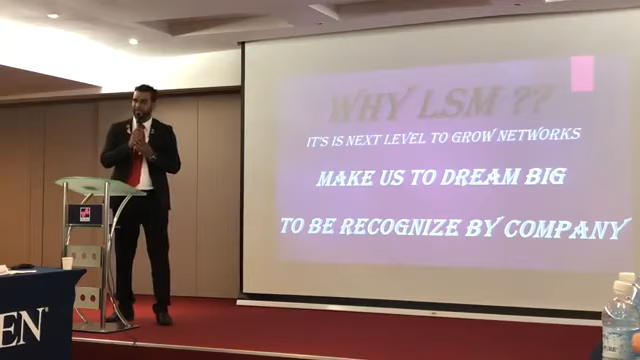 WHY LSM ??
IT'S IS NEXT LEVEL TO GROW NETWORKS
MAKE US TO DREAM BIG
TO BE RECOGNIZE BY COMPANY
EN